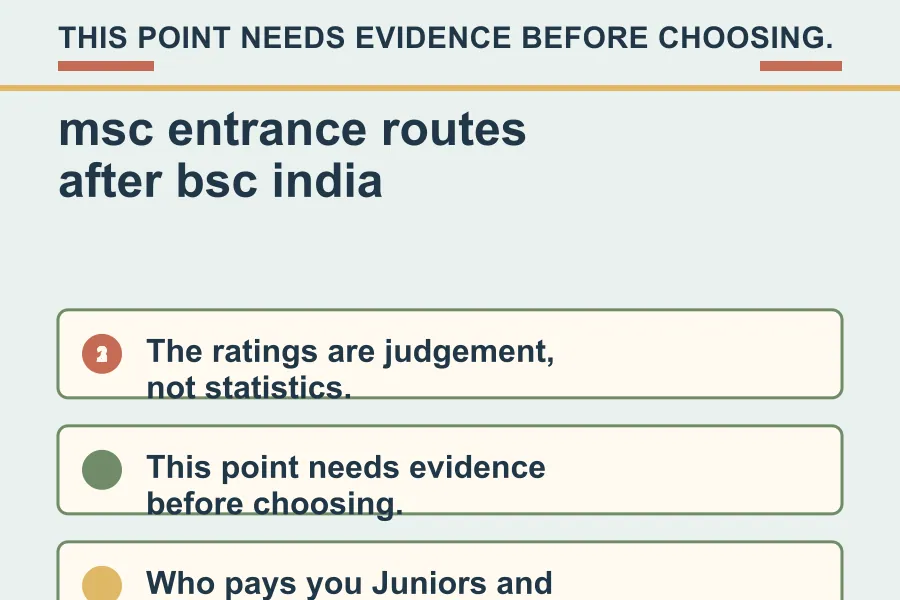 THIS POINT NEEDS EVIDENCE BEFORE CHOOSING.
msc entrance routes
after bsc india
The ratings are judgement,
not statistics.
This point needs evidence
before choosing.
Who pays you Juniors and